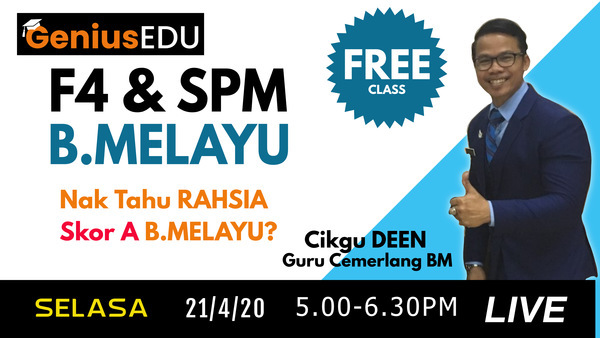 GeniusEDU
F4 & SPM
B.MELAYU
FREE
CLASS
Nak Tahu RAHSIA
Skor A B.MELAYU?
Cikgu DEEN
Guru Cemerlang BM
SELASA 21/4/20 5.00-6.30PM LIVE